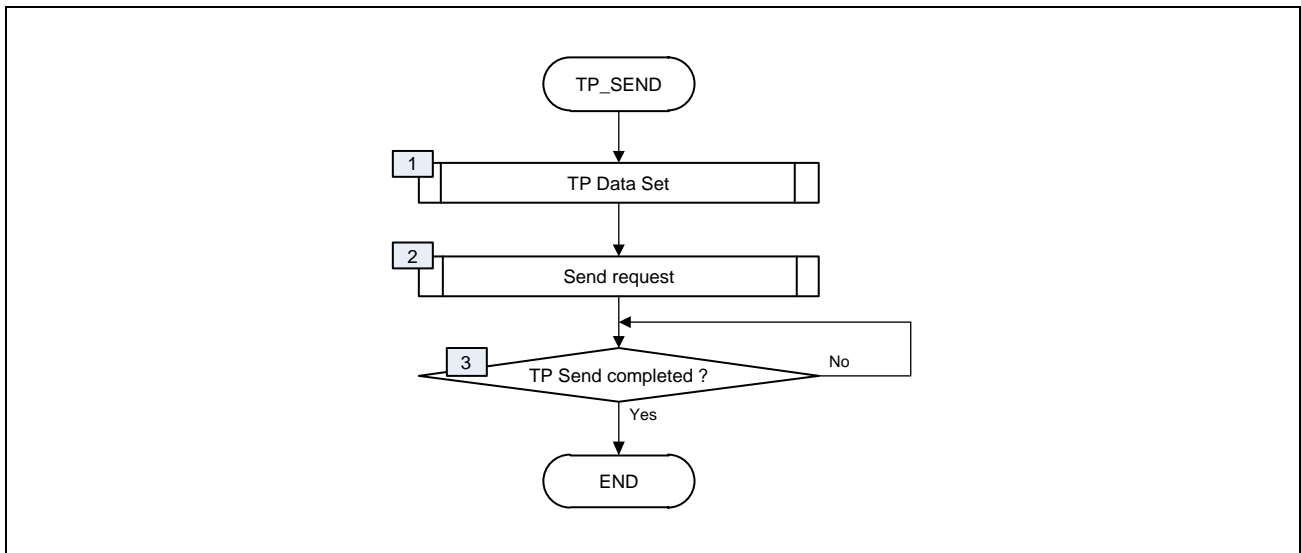 TP_SEND
1
TP Data Set
2
Send request
3
TP Send completed ?
No
Yes
END